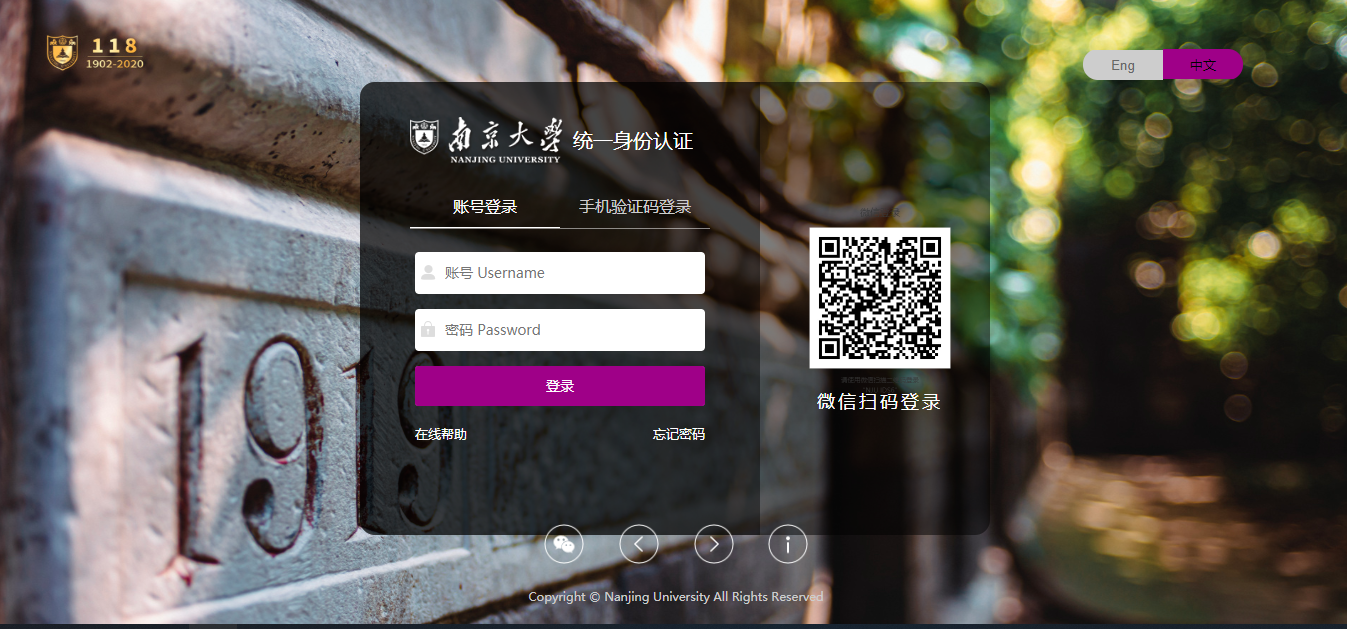 118
1902-2020
Eng 中文
南京大学 统一身份认证
NANJING UNIVERSITY
账号登录 手机验证码登录
账号 Username
密码 Password
登录
在线帮助 忘记密码
微信扫码登录
1919
Copyright © Nanjing University All Rights Reserved